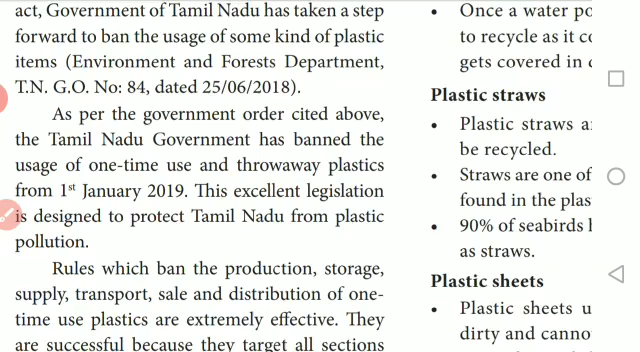 act, Government of Tamil Nadu has taken a step
forward to ban the usage of some kind of plastic
items (Environment and Forests Department,
T.N. G.O. No: 84, dated 25/06/2018).
As per the government order cited above,
the Tamil Nadu Government has banned the
usage of one-time use and throwaway plastics
from 1st January 2019. This excellent legislation
is designed to protect Tamil Nadu from plastic
pollution.
Rules which ban the production, storage,
supply, transport, sale and distribution of one-
time use plastics are extremely effective. They
are successful because they target all sections
• Once a water
to recycle as it
gets covered in
Plastic straws
• Plastic straws
be recycled.
• Straws are one of
found in the
• 90% of seabirds
as straws.
Plastic sheets
• Plastic sheets
dirty and